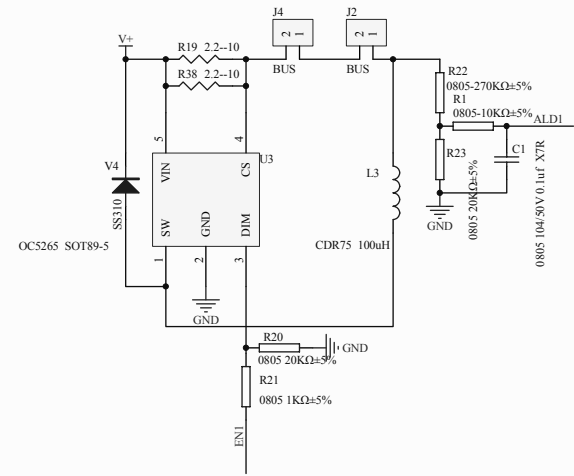 J4
J2
V+
R19 2.2--10
2 1
2 1
R38 2.2--10
BUS
BUS
R22
0805-270KΩ±5%
R1
0805-10KΩ±5%
ALD1
5
4
VIN
CS
U3
R23
C1
V4
SS310
L3
0805 20KΩ±5%
0805 104/50V 0.1uf X7R
SW
GND
DIM
GND
OC5265 SOT89-5
CDR75 100uH
1
2
3
GND
R20
GND
0805 20KΩ±5%
R21
0805 1KΩ±5%
EN1